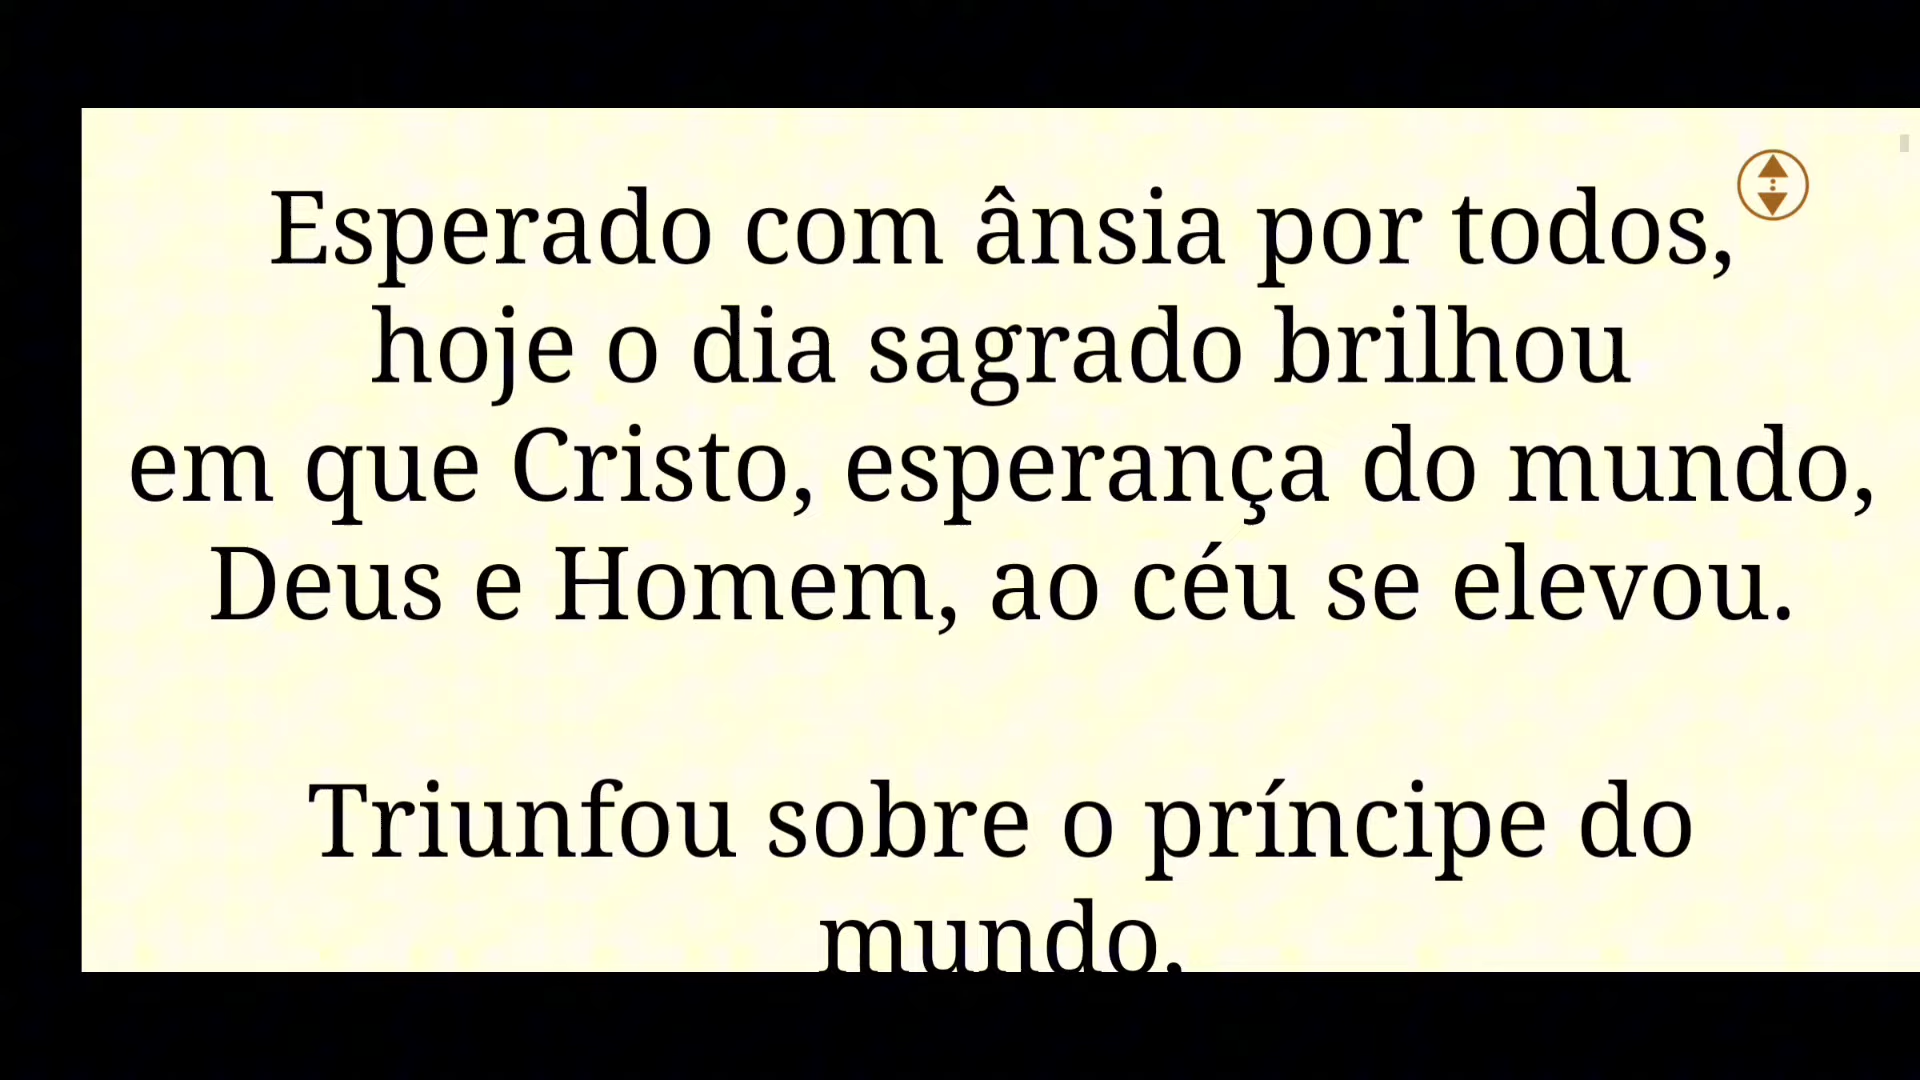 Esperado com ânsia por todos,
hoje o dia sagrado brilhou
em que Cristo, esperança do mundo,
Deus e Homem, ao céu se elevou.
Triunfou sobre o príncipe do
mundo,